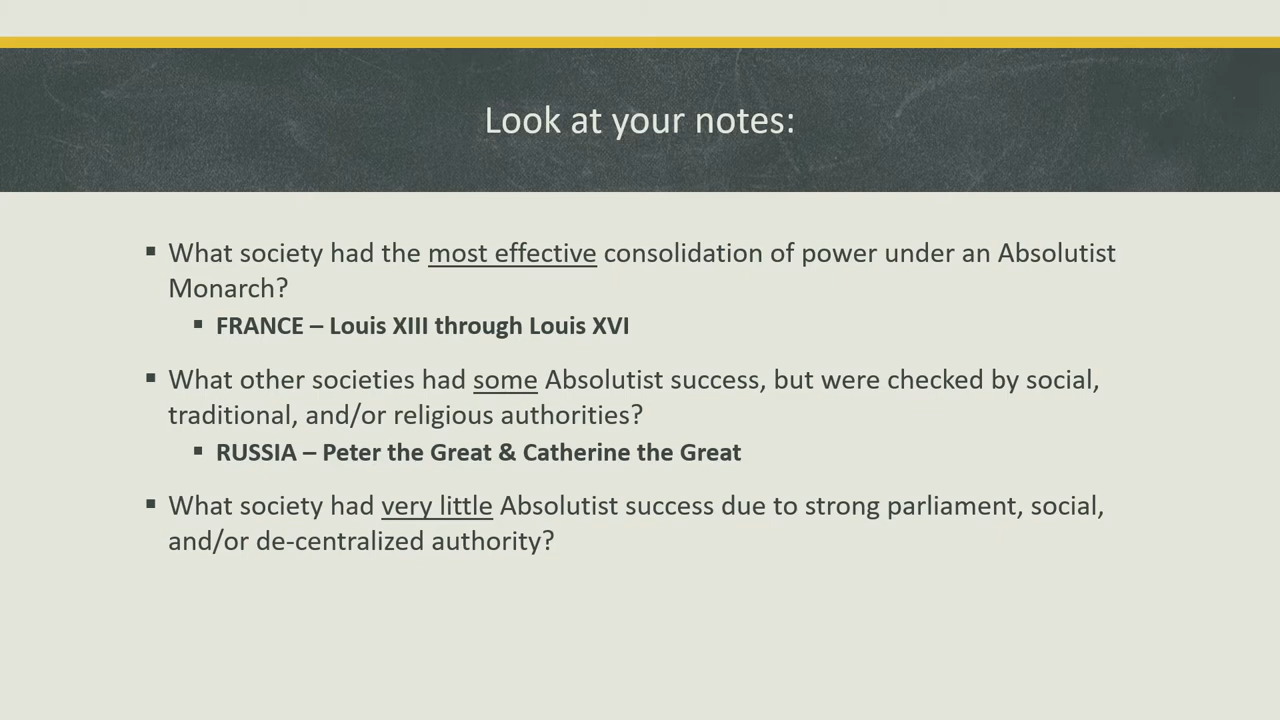 Look at your notes:
▪ What society had the most effective consolidation of power under an Absolutist
Monarch?
▪ FRANCE – Louis XIII through Louis XVI
▪ What other societies had some Absolutist success, but were checked by social,
traditional, and/or religious authorities?
▪ RUSSIA – Peter the Great & Catherine the Great
▪ What society had very little Absolutist success due to strong parliament, social,
and/or de-centralized authority?